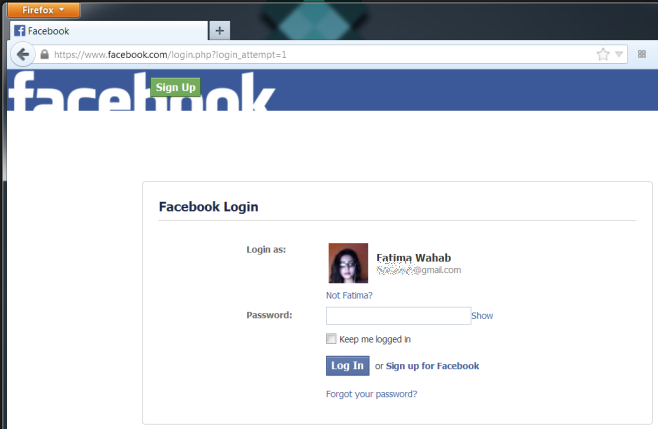 Firefox
Facebook
https://www.facebook.com/login.php?login_attempt=1
facebook
Sign Up
Facebook Login
Login as:
Fatima Wahab
@gmail.com
Not Fatima?
Password:
Show
Keep me logged in
Log In or Sign up for Facebook
Forgot your password?